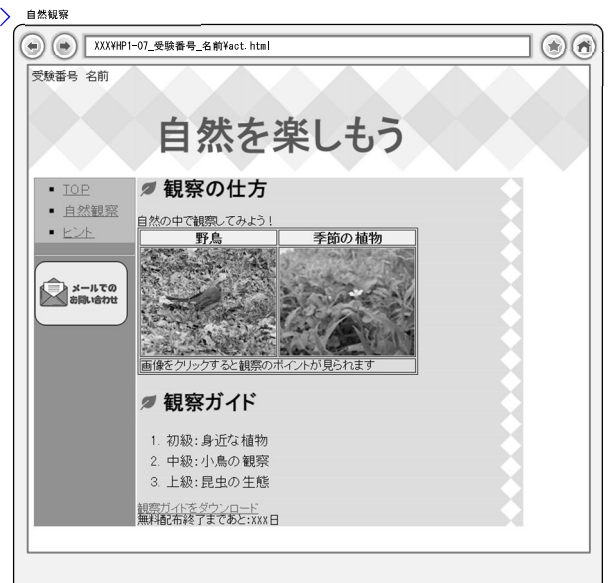 自然観察
XXX¥HP1-07_受験番号_名前¥act.html
受験番号 名前
自然を楽しもう
TOP
自然観察
ヒント
メールでの
お問い合わせ
観察の仕方
自然の中で観察してみよう！
野鳥 季節の植物
画像をクリックすると観察のポイントが見られます
観察ガイド
1. 初級：身近な植物
2. 中級：小鳥の観察
3. 上級：昆虫の生態
観察ガイドをダウンロード
無料配布終了まであと：xxx日